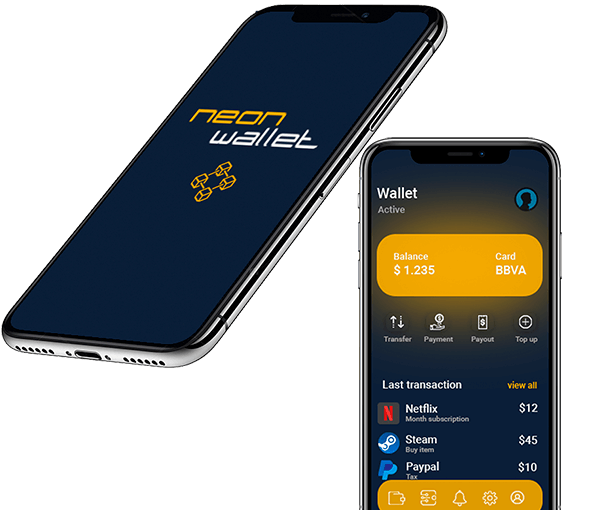 neon
wallet
Wallet
Active
Balance
Card
$ 1.235
BBVA
Transfer
Payment
Payout
Top up
Last transaction
view all
Netflix
$12
Month subscription
Steam
$45
Buy item
Paypal
$10
Tax